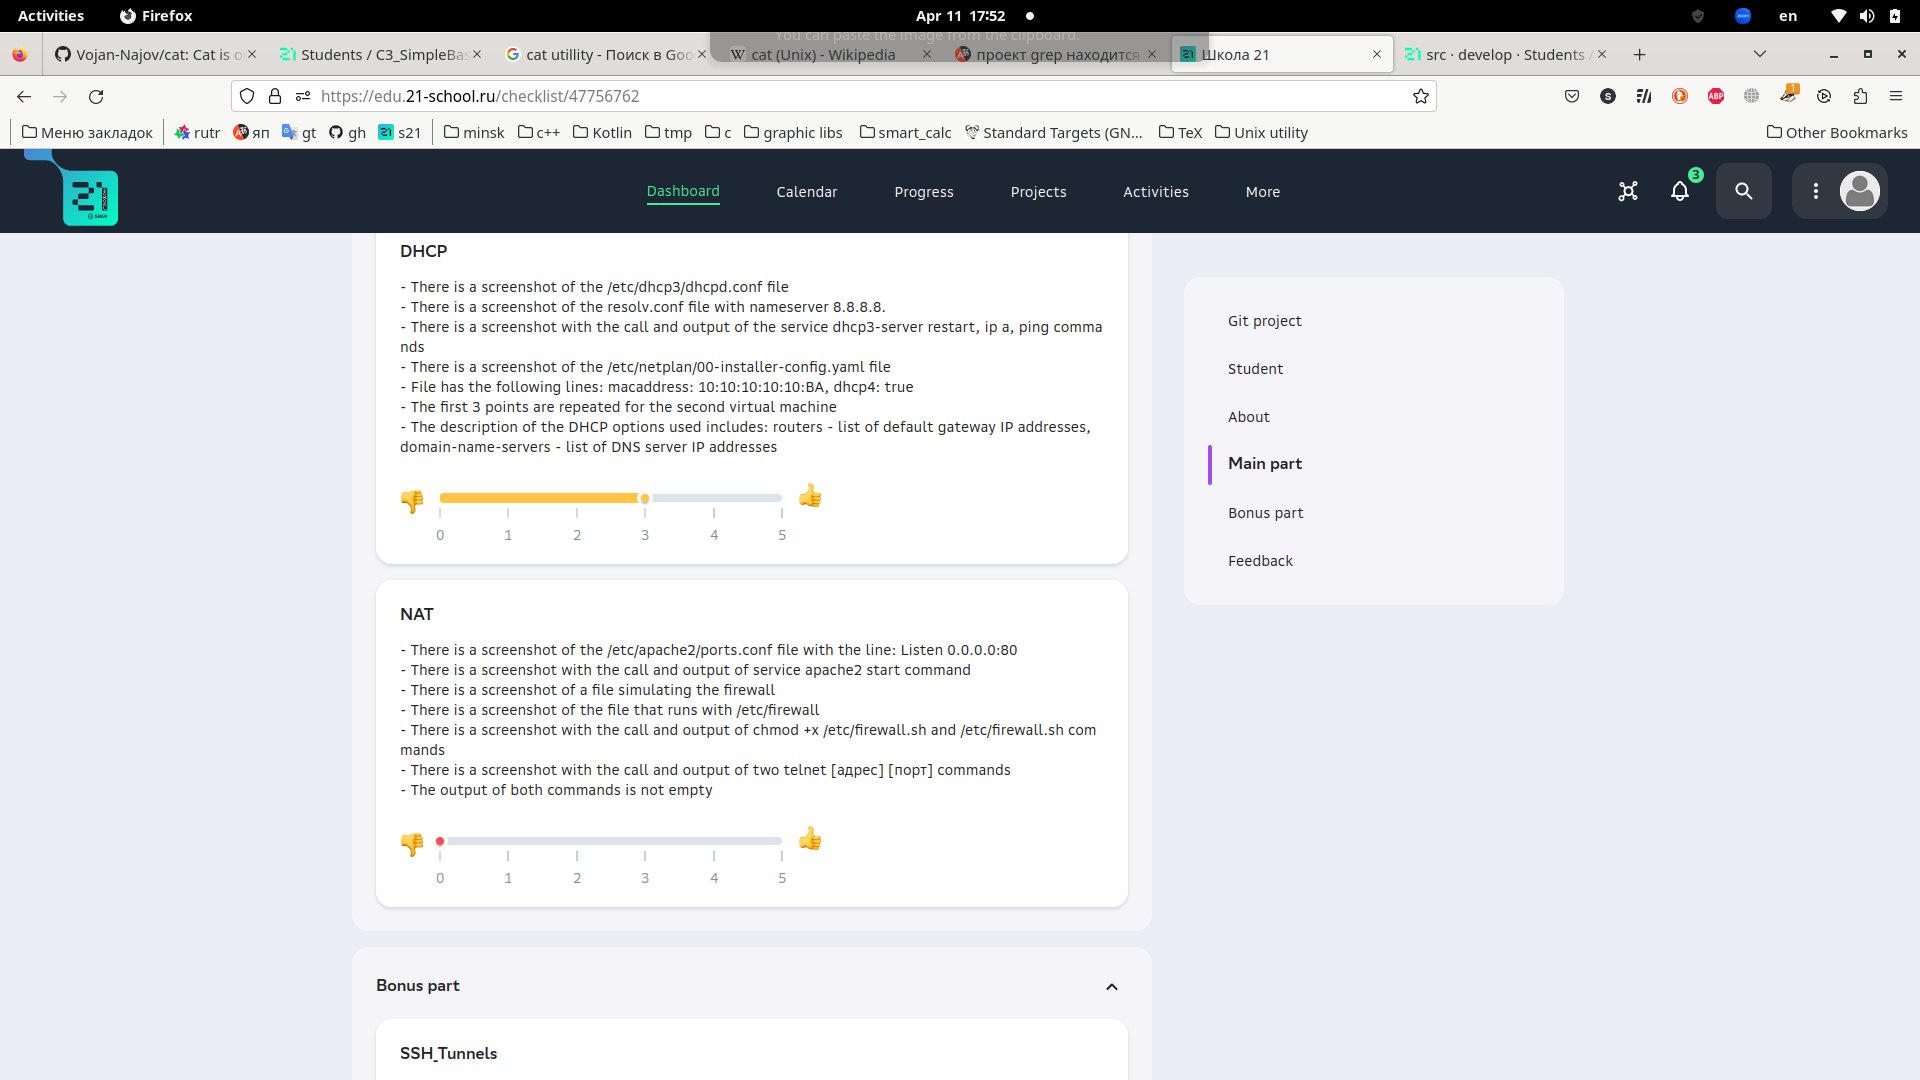 Activities
Firefox
Apr 11 17:52
en
Vojan-Najov/cat: Cat is o
Students / C3_SimpleBas
cat utillity - Поиск в Goo
You can paste the image from the clipboard.
cat (Unix) - Wikipedia
проект grep находится
Школа 21
src · develop · Students /
https://edu.21-school.ru/checklist/47756762
ABP
1
Меню закладок
rutr
яп
gt
gh
s21
minsk
c++
Kotlin
tmp
c
graphic libs
smart_calc
Standard Targets (GN...
TeX
Unix utility
Other Bookmarks
21
Dashboard
Calendar
Progress
Projects
Activities
More
3
DHCP
- There is a screenshot of the /etc/dhcp3/dhcpd.conf file
- There is a screenshot of the resolv.conf file with nameserver 8.8.8.8.
- There is a screenshot with the call and output of the service dhcp3-server restart, ip a, ping comma
nds
- There is a screenshot of the /etc/netplan/00-installer-config.yaml file
- File has the following lines: macaddress: 10:10:10:10:10:BA, dhcp4: true
- The first 3 points are repeated for the second virtual machine
- The description of the DHCP options used includes: routers - list of default gateway IP addresses,
domain-name-servers - list of DNS server IP addresses
0 1 2 3 4 5
NAT
- There is a screenshot of the /etc/apache2/ports.conf file with the line: Listen 0.0.0.0:80
- There is a screenshot with the call and output of service apache2 start command
- There is a screenshot of a file simulating the firewall
- There is a screenshot of the file that runs with /etc/firewall
- There is a screenshot with the call and output of chmod +x /etc/firewall.sh and /etc/firewall.sh com
mands
- There is a screenshot with the call and output of two telnet [адрес] [порт] commands
- The output of both commands is not empty
0 1 2 3 4 5
Bonus part
SSH_Tunnels
Git project
Student
About
Main part
Bonus part
Feedback